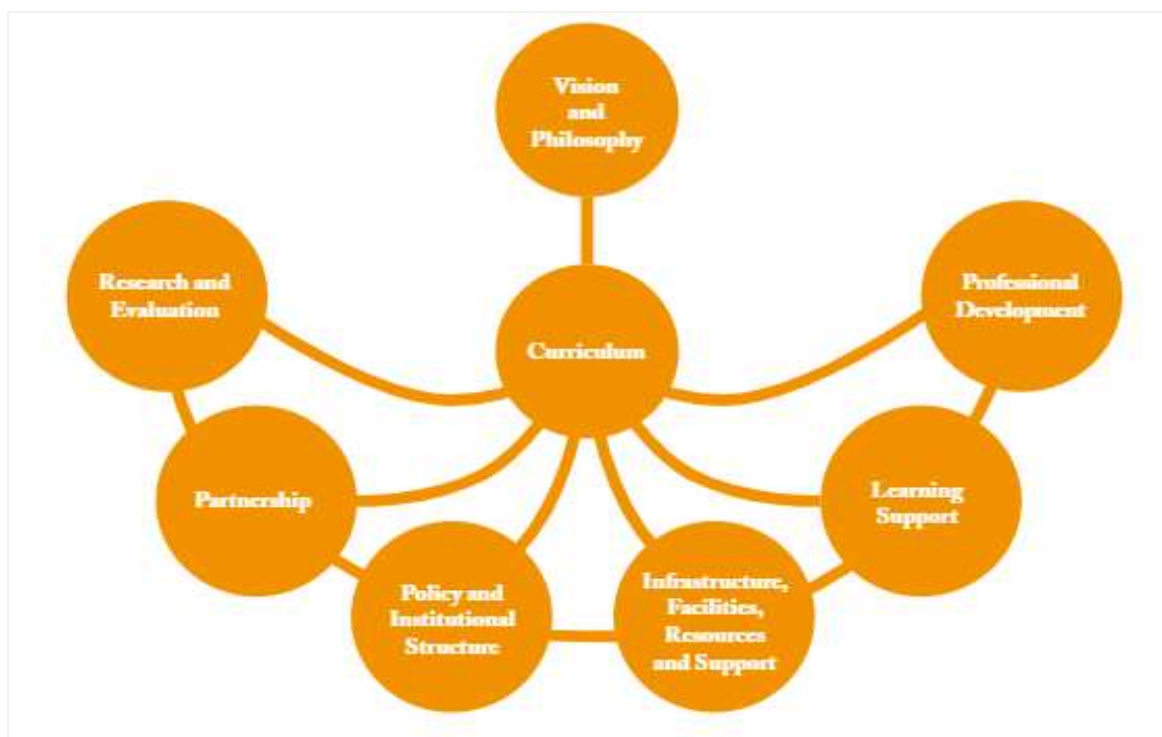 Vision
and
Philosophy
Research and
Evaluation
Professional
Development
Curriculum
Partnership
Learning
Support
Policy and
Institutional
Structure
Infrastructure,
Facilities,
Resources
and Support